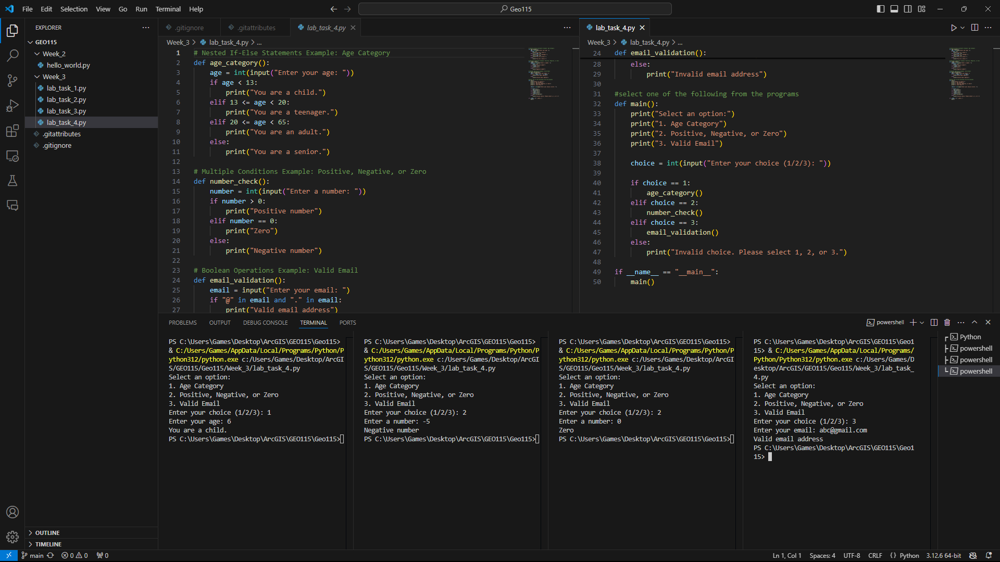 File Edit Selection View Go Run Terminal Help
Geo115
EXPLORER
GEO115
Week_2
hello_world.py
Week_3
lab_task_1.py
lab_task_2.py
lab_task_3.py
lab_task_4.py
.gitattributes
.gitignore
OUTLINE
TIMELINE
.gitignore .gitattributes lab_task_4.py
Week_3 > lab_task_4.py > ...
1 # Nested If-Else Statements Example: Age Category
2 def age_category():
3 age = int(input("Enter your age: "))
4 if age < 13:
5 print("You are a child.")
6 elif 13 <= age < 20:
7 print("You are a teenager.")
8 elif 20 <= age < 65:
9 print("You are an adult.")
10 else:
11 print("You are a senior.")
12
13 # Multiple Conditions Example: Positive, Negative, or Zero
14 def number_check():
15 number = int(input("Enter a number: "))
16 if number > 0:
17 print("Positive number")
18 elif number == 0:
19 print("Zero")
20 else:
21 print("Negative number")
22
23 # Boolean Operations Example: Valid Email
24 def email_validation():
25 email = input("Enter your email: ")
26 if "@" in email and "." in email:
27 print("Valid email address")
lab_task_4.py
Week_3 > lab_task_4.py > ...
24 def email_validation():
28 else:
29 print("Invalid email address")
30
31 #select one of the following from the programs
32 def main():
33 print("Select an option:")
34 print("1. Age Category")
35 print("2. Positive, Negative, or Zero")
36 print("3. Valid Email")
37
38 choice = int(input("Enter your choice (1/2/3): "))
39
40 if choice == 1:
41 age_category()
42 elif choice == 2:
43 number_check()
44 elif choice == 3:
45 email_validation()
46 else:
47 print("Invalid choice. Please select 1, 2, or 3.")
48
49 if __name__ == "__main__":
50 main()
PROBLEMS OUTPUT DEBUG CONSOLE TERMINAL PORTS
powershell
PS C:\Users\Games\Desktop\ArcGIS\GEO115\Geo115>
& C:/Users/Games/AppData/Local/Programs/Python/P
ython312/python.exe c:/Users/Games/Desktop/ArcGI
S/GEO115/Geo115/Week_3/lab_task_4.py
Select an option:
1. Age Category
2. Positive, Negative, or Zero
3. Valid Email
Enter your choice (1/2/3): 1
Enter your age: 6
You are a child.
PS C:\Users\Games\Desktop\ArcGIS\GEO115\Geo115>
PS C:\Users\Games\Desktop\ArcGIS\GEO115\Geo115>
& C:/Users/Games/AppData/Local/Programs/Python/P
ython312/python.exe c:/Users/Games/Desktop/ArcGI
S/GEO115/Geo115/Week_3/lab_task_4.py
Select an option:
1. Age Category
2. Positive, Negative, or Zero
3. Valid Email
Enter your choice (1/2/3): 2
Enter a number: -5
Negative number
PS C:\Users\Games\Desktop\ArcGIS\GEO115\Geo115>
PS C:\Users\Games\Desktop\ArcGIS\GEO115\Geo115>
& C:/Users/Games/AppData/Local/Programs/Python/P
ython312/python.exe c:/Users/Games/Desktop/ArcGI
S/GEO115/Geo115/Week_3/lab_task_4.py
Select an option:
1. Age Category
2. Positive, Negative, or Zero
3. Valid Email
Enter your choice (1/2/3): 2
Enter a number: 0
Zero
PS C:\Users\Games\Desktop\ArcGIS\GEO115\Geo115>
PS C:\Users\Games\Desktop\ArcGIS\GEO115\Geo1
15> & C:/Users/Games/AppData/Local/Programs/
Python/Python312/python.exe c:/Users/Games/D
esktop/ArcGIS/GEO115/Geo115/Week_3/lab_task_
4.py
Select an option:
1. Age Category
2. Positive, Negative, or Zero
3. Valid Email
Enter your choice (1/2/3): 3
Enter your email: abc@gmail.com
Valid email address
PS C:\Users\Games\Desktop\ArcGIS\GEO115\Geo1
15>
Python
powershell
powershell
powershell
main 0 0 0 Ln 1, Col 1 Spaces: 4 UTF-8 CRLF {} Python 3.12.6 64-bit